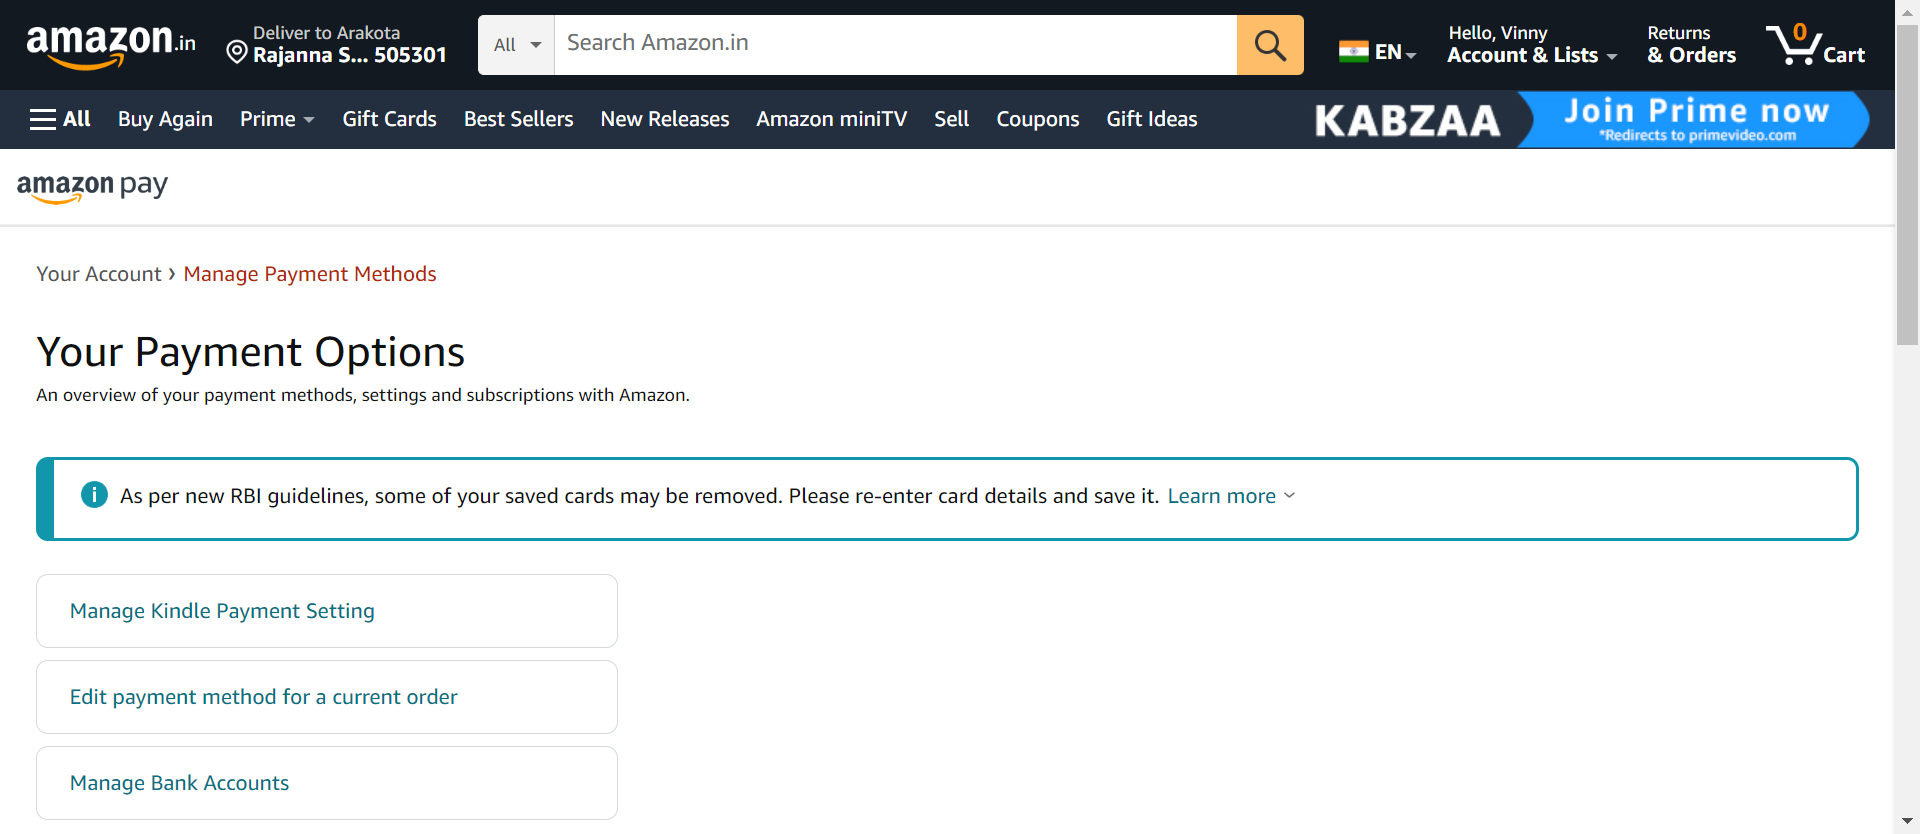 amazon.in
Deliver to Arakota
Rajanna S... 505301
All
Search Amazon.in
EN
Hello, Vinny
Account & Lists
Returns
& Orders
0
Cart
All
Buy Again
Prime
Gift Cards
Best Sellers
New Releases
Amazon miniTV
Sell
Coupons
Gift Ideas
KABZAA
Join Prime now
*Redirects to primevideo.com
amazon pay
Your Account › Manage Payment Methods
Your Payment Options
An overview of your payment methods, settings and subscriptions with Amazon.
As per new RBI guidelines, some of your saved cards may be removed. Please re-enter card details and save it. Learn more
Manage Kindle Payment Setting
Edit payment method for a current order
Manage Bank Accounts